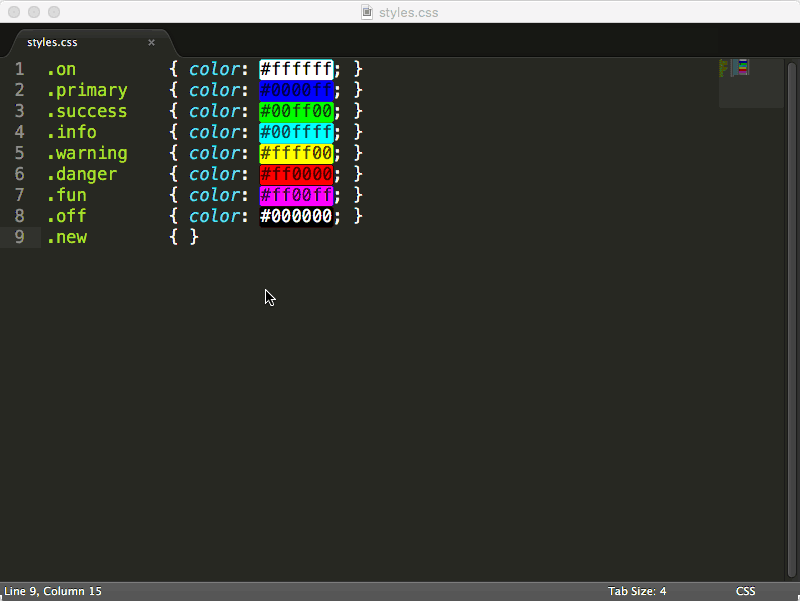 styles.css
styles.css ×
1 .on { color: #ffffff; }
2 .primary { color: #0000ff; }
3 .success { color: #00ff00; }
4 .info { color: #00ffff; }
5 .warning { color: #ffff00; }
6 .danger { color: #ff0000; }
7 .fun { color: #ff00ff; }
8 .off { color: #000000; }
9 .new { }
Line 9, Column 15 Tab Size: 4 CSS